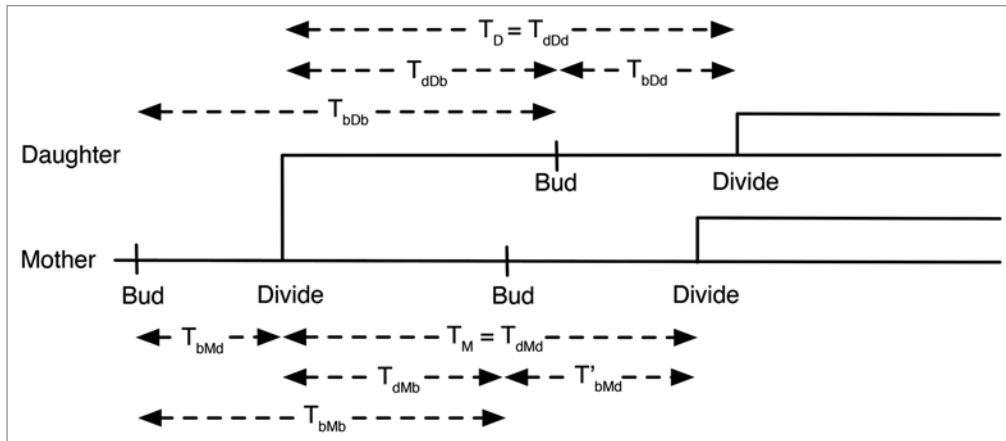 T_D = T_dDd
T_dDb T_bDd
T_bDb
Daughter
Bud Divide
Mother
Bud Divide Bud Divide
T_bMd T_M = T_dMd
T_dMb T'_bMd
T_bMb